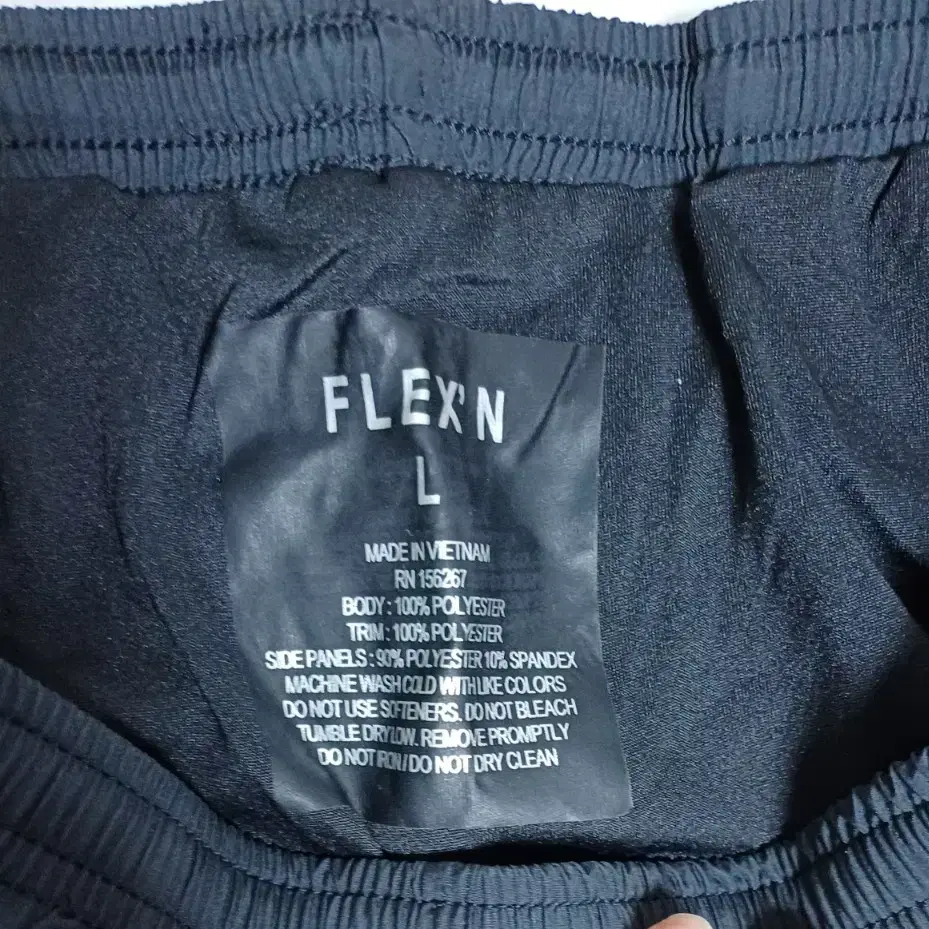 FLEX'N
L
MADE IN VIETNAM
RN 156267
BODY : 100% POLYESTER
TRIM : 100% POLYESTER
SIDE PANELS : 90% POLYESTER 10% SPANDEX
MACHINE WASH COLD WITH LIKE COLORS
DO NOT USE SOFTENERS. DO NOT BLEACH
TUMBLE DRY LOW. REMOVE PROMPTLY
DO NOT IRON / DO NOT DRY CLEAN